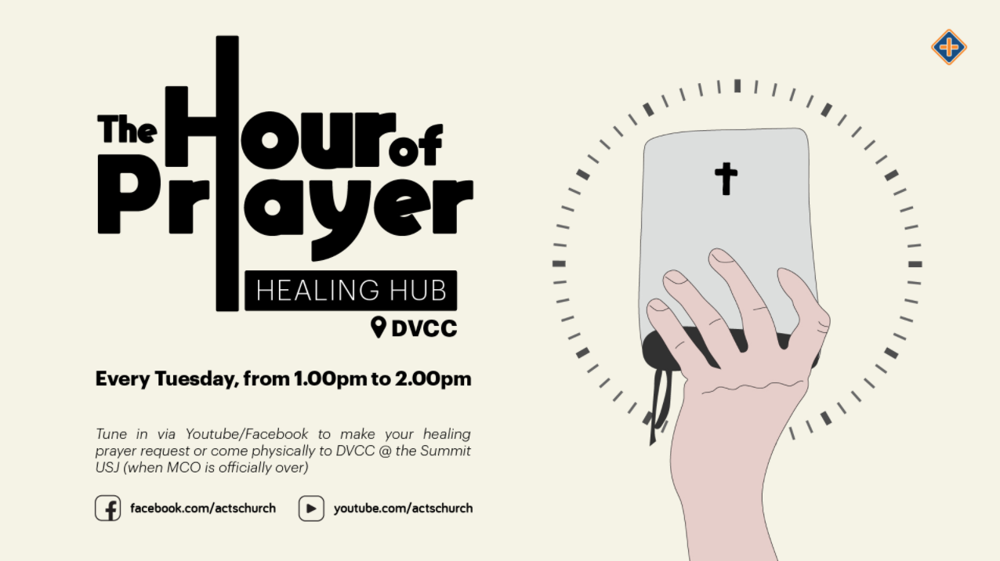 The Hour of
Prayer
HEALING HUB
DVCC
Every Tuesday, from 1.00pm to 2.00pm
Tune in via Youtube/Facebook to make your healing
prayer request or come physically to DVCC @ the Summit
USJ (when MCO is officially over)
facebook.com/actschurch youtube.com/actschurch